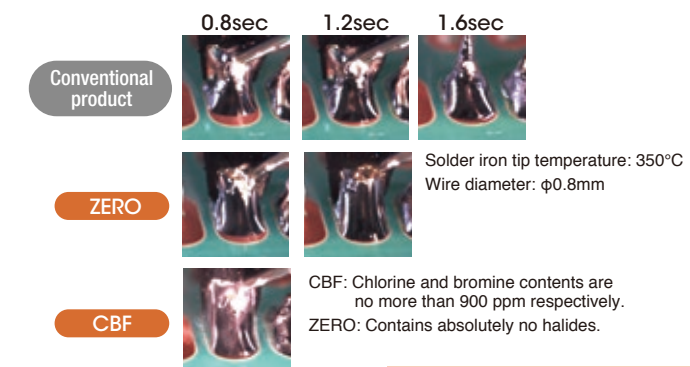 0.8sec 1.2sec 1.6sec
Conventional
product
Solder iron tip temperature: 350°C
Wire diameter: φ0.8mm
ZERO
CBF: Chlorine and bromine contents are
no more than 900 ppm respectively.
ZERO: Contains absolutely no halides.
CBF